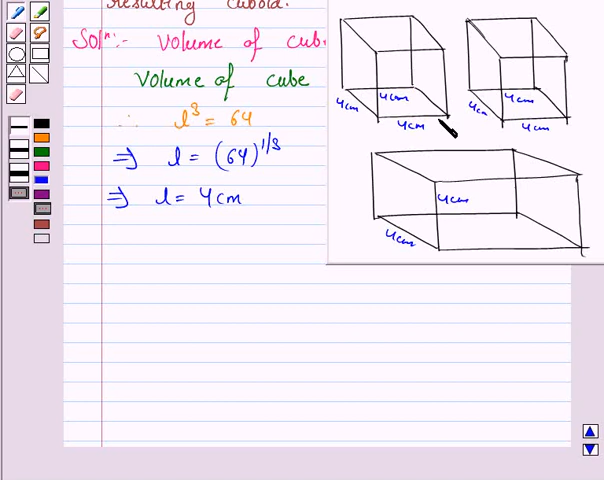 resulting cuboid.
Solⁿ:- Volume of cub
Volume of cube
∴ l³ = 64
⇒ l = (64)^1/3
⇒ l = 4cm
4cm 4cm 4cm
4cm 4cm 4cm
4cm
4cm